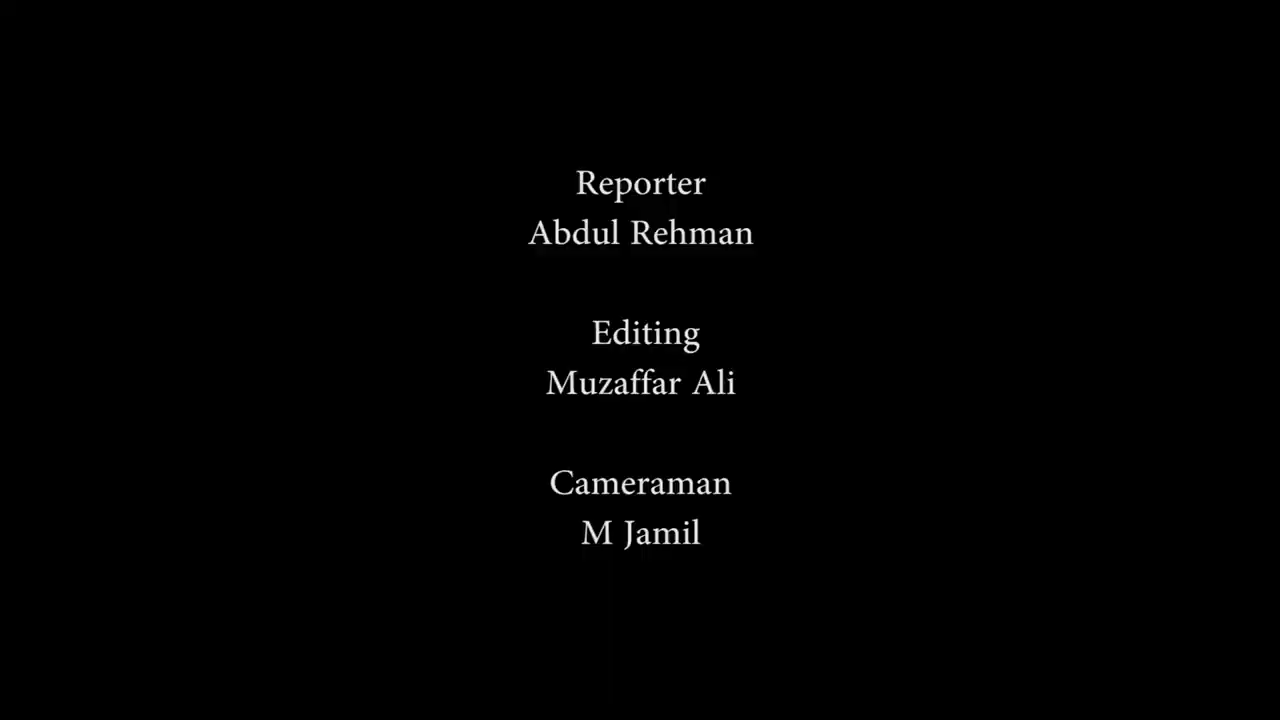 Reporter
Abdul Rehman
Editing
Muzaffar Ali
Cameraman
M Jamil